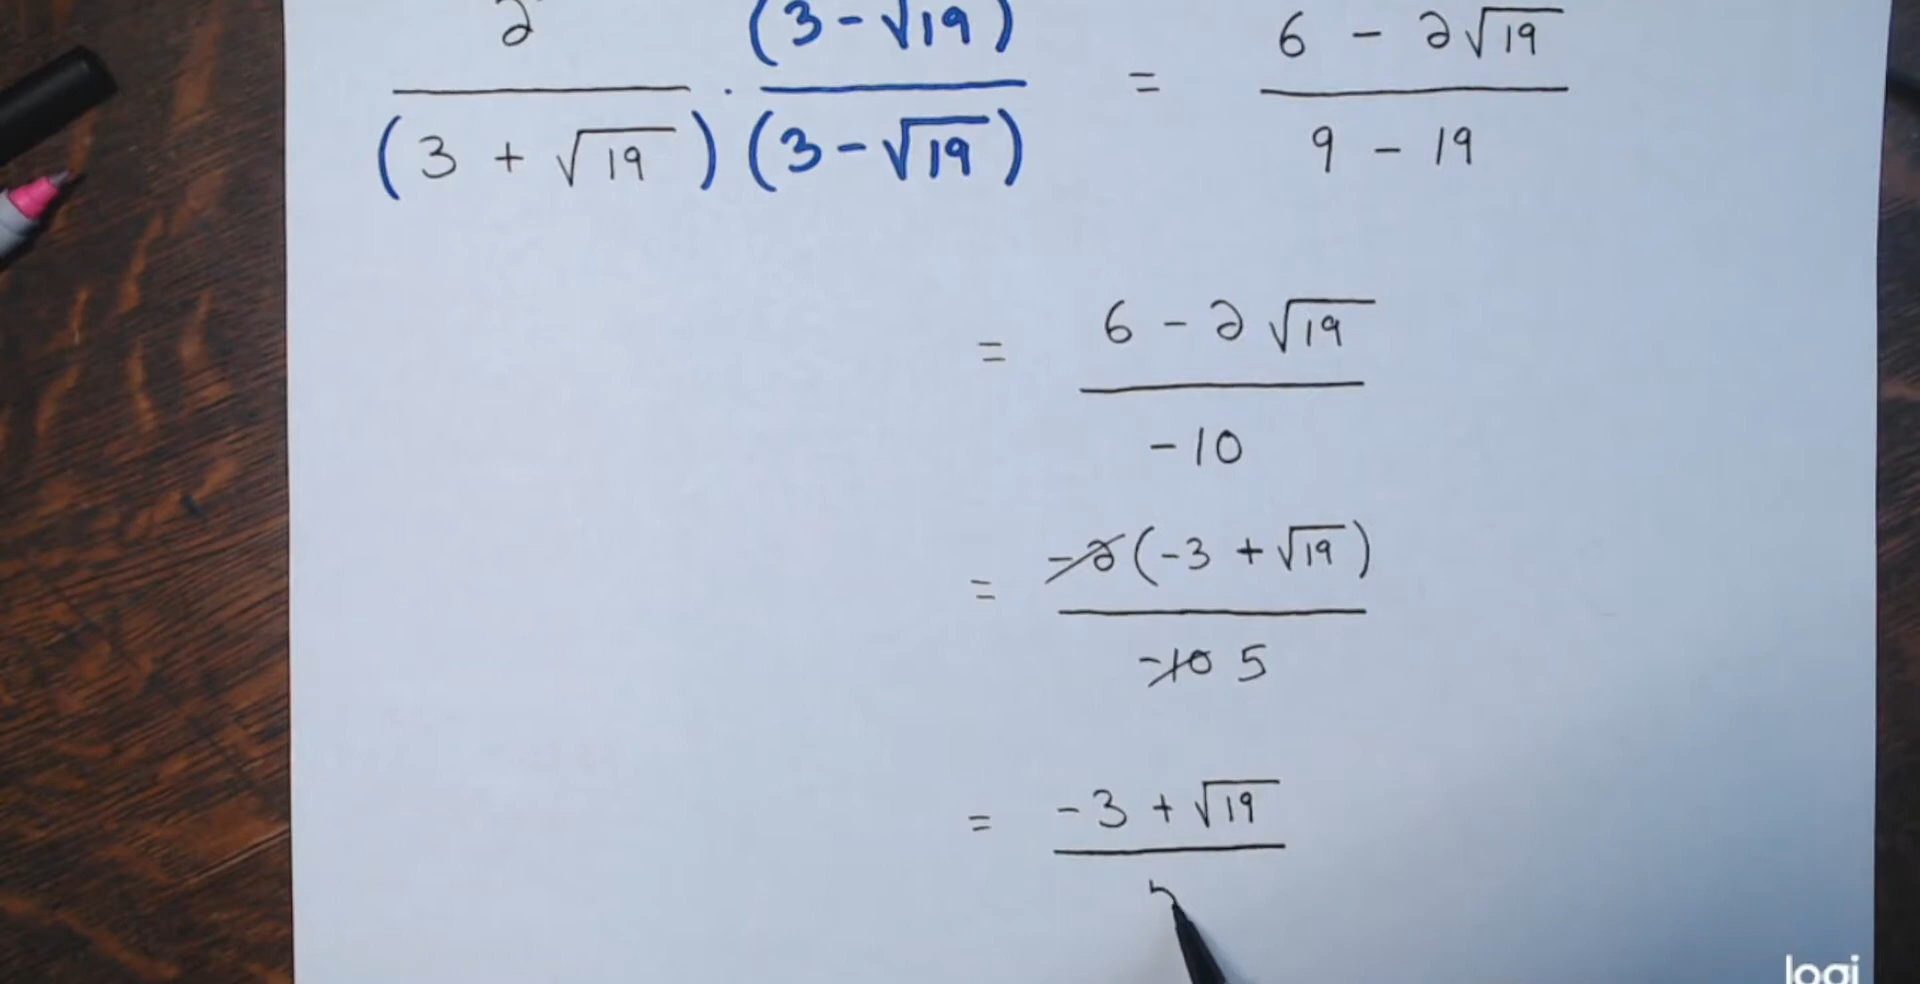 2/(3 + √19) · (3 - √19)/(3 - √19) = (6 - 2√19)/(9 - 19)
= (6 - 2√19)/-10
= -2(-3 + √19)/-10 5
= (-3 + √19)/5
logi